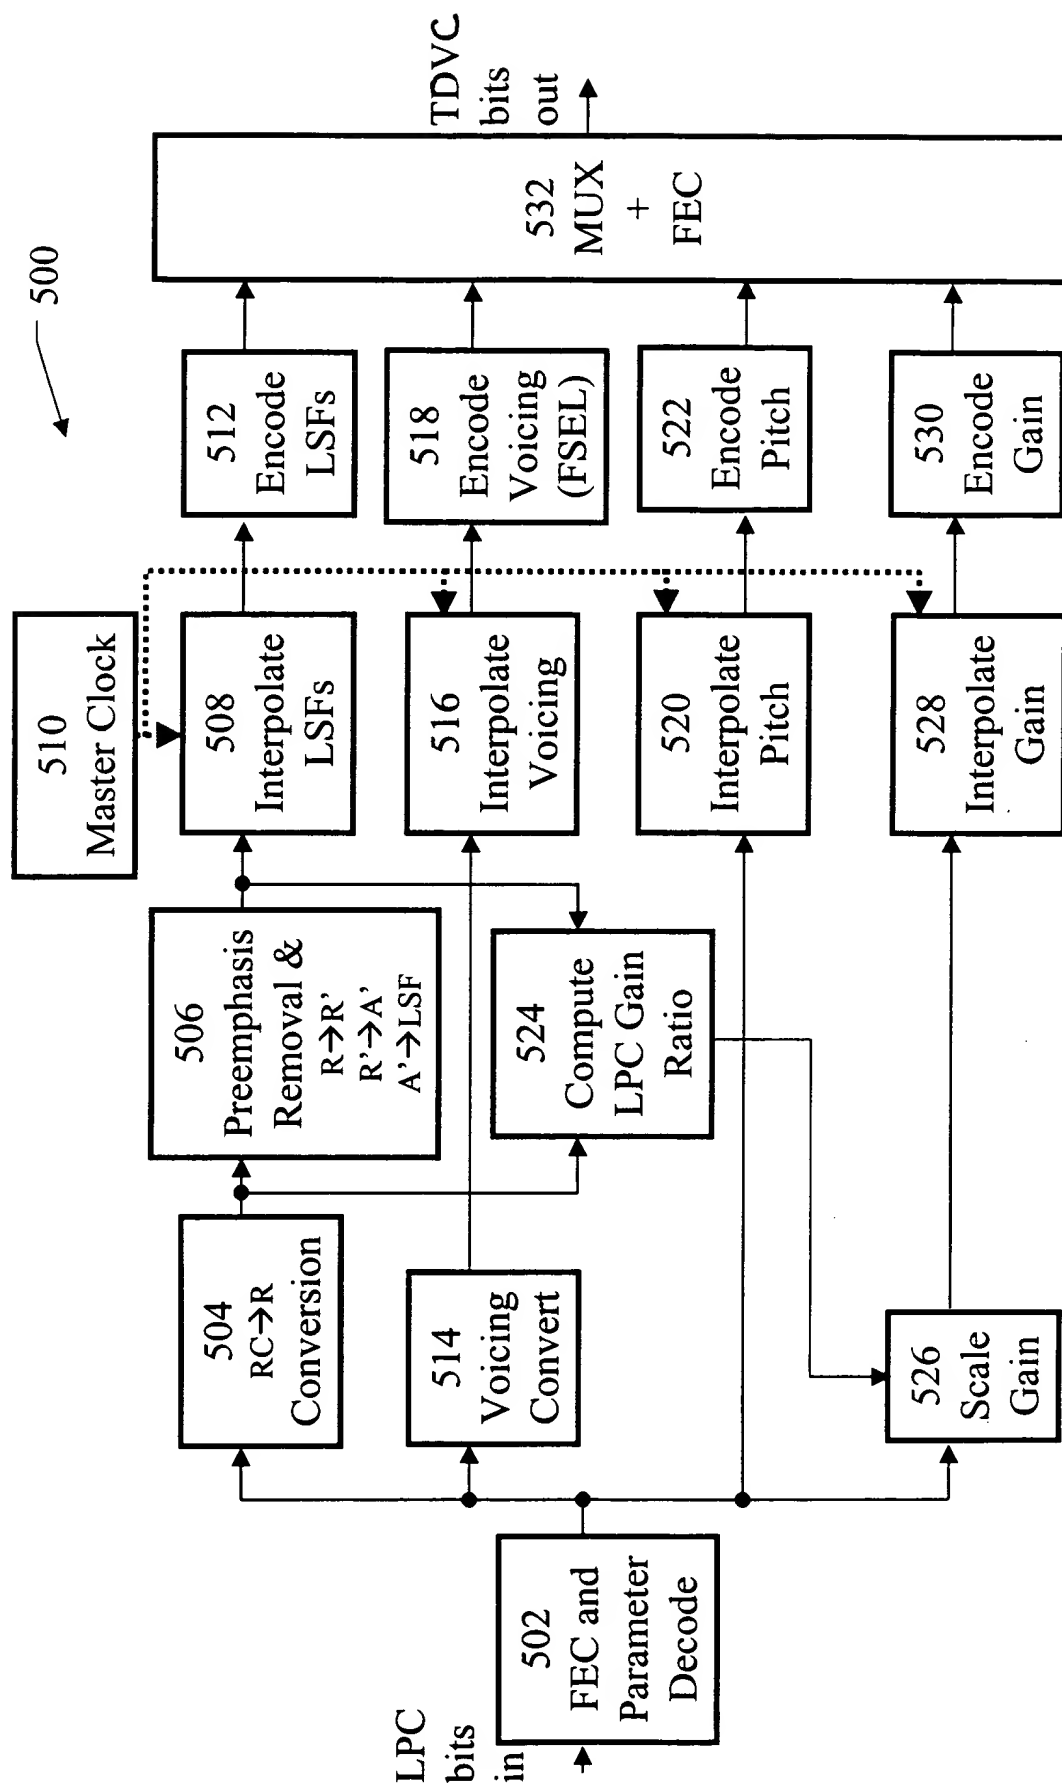 500
LPC
bits
in
502
FEC and
Parameter
Decode
504
RC→R
Conversion
506
Preemphasis
Removal &
R→R'
R'→A'
A'→LSF
510
Master Clock
508
Interpolate
LSFs
512
Encode
LSFs
514
Voicing
Convert
516
Interpolate
Voicing
518
Encode
Voicing
(FSEL)
520
Interpolate
Pitch
522
Encode
Pitch
524
Compute
LPC Gain
Ratio
526
Scale
Gain
528
Interpolate
Gain
530
Encode
Gain
532
MUX
+
FEC
TDVC
bits
out